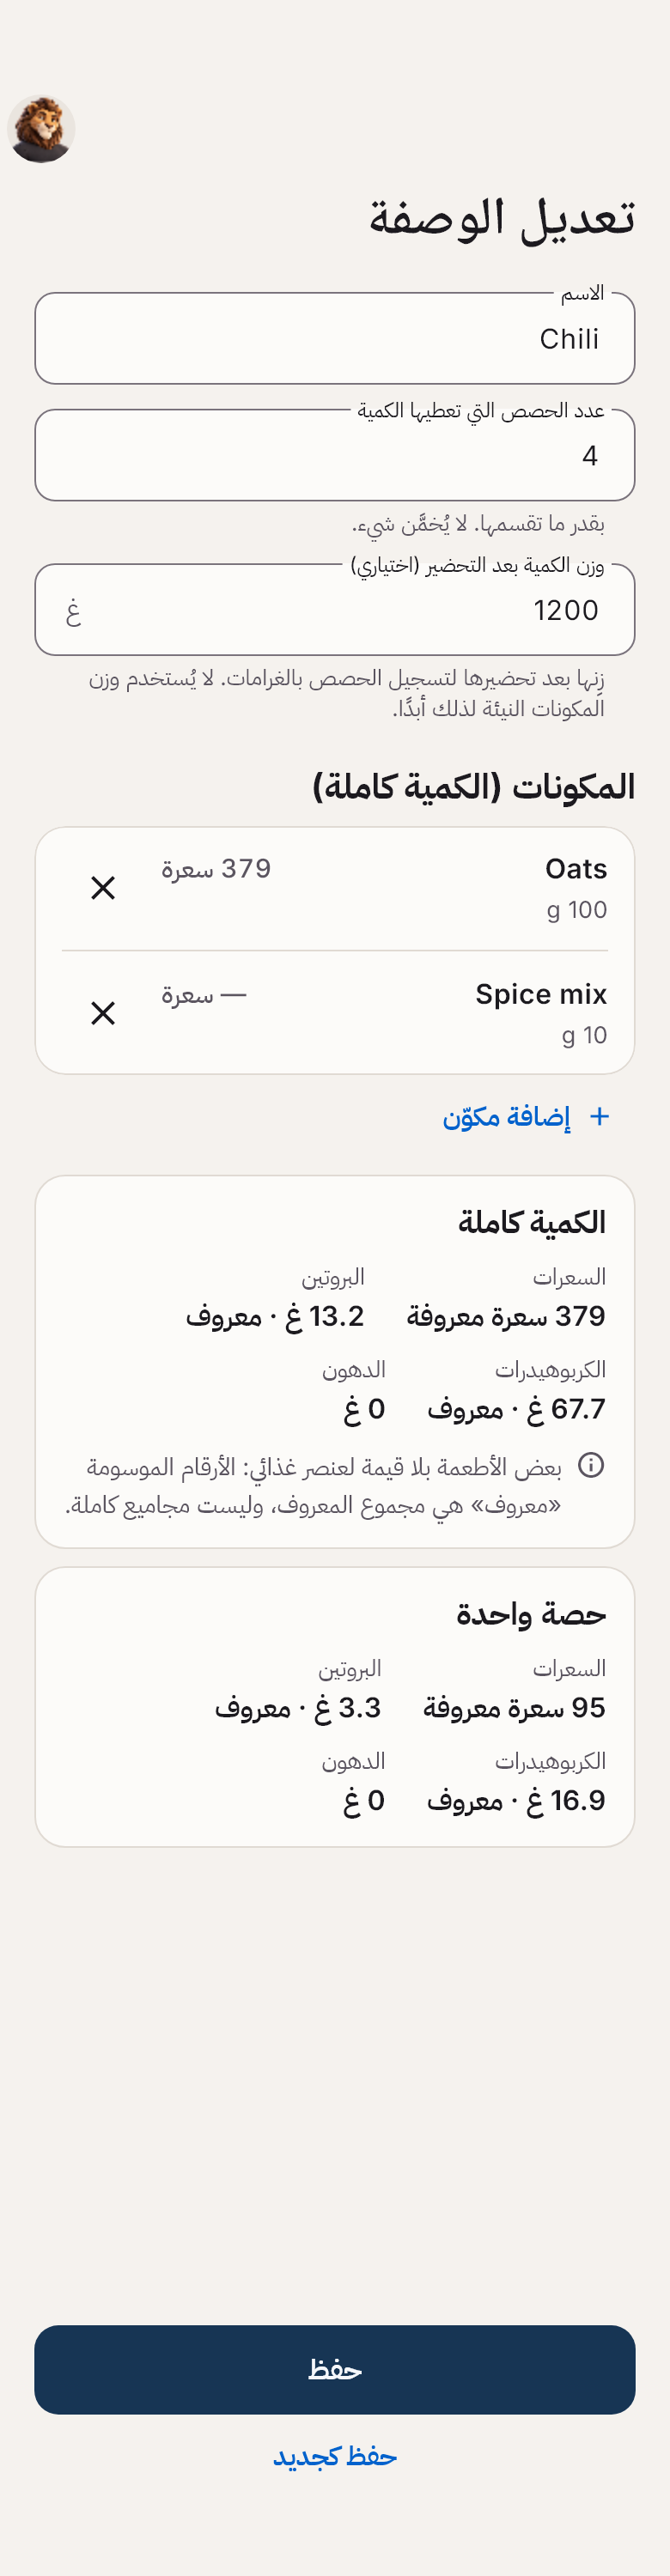 تعديل الوصفة
الاسم
Chili
عدد الحصص التي تعطيها الكمية
4
بقدر ما تقسمها. لا يُخمَّن شيء.
وزن الكمية بعد التحضير (اختياري)
1200 غ
زِنها بعد تحضيرها لتسجيل الحصص بالغرامات. لا يُستخدم وزن
المكونات النيئة لذلك أبدًا.
المكونات (الكمية كاملة)
Oats 379 سعرة
100 g
Spice mix — سعرة
10 g
+ إضافة مكوّن
الكمية كاملة
السعرات البروتين
379 سعرة معروفة 13.2 غ · معروف
الكربوهيدرات الدهون
67.7 غ · معروف 0 غ
بعض الأطعمة بلا قيمة لعنصر غذائي: الأرقام الموسومة
«معروف» هي مجموع المعروف، وليست مجاميع كاملة.
حصة واحدة
السعرات البروتين
95 سعرة معروفة 3.3 غ · معروف
الكربوهيدرات الدهون
16.9 غ · معروف 0 غ
حفظ
حفظ كجديد